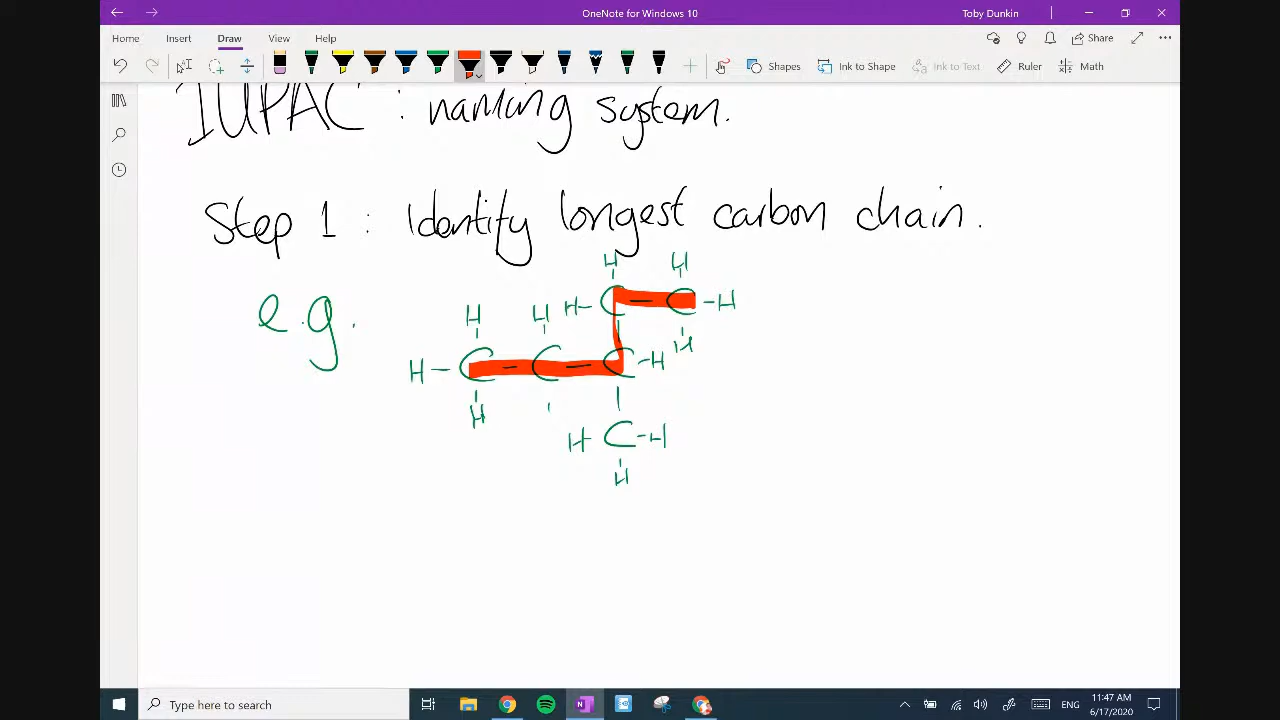 OneNote for Windows 10
Toby Dunkin
Home Insert Draw View Help
Share
Shapes Ink to Shape Ink to Text Ruler Math
IUPAC : naming system.
Step 1 : Identify longest carbon chain.
e.g.
H H
H H H - C - C - H
H - C - C - C - H H
H
H C - H
H
Type here to search
ENG
11:47 AM
6/17/2020